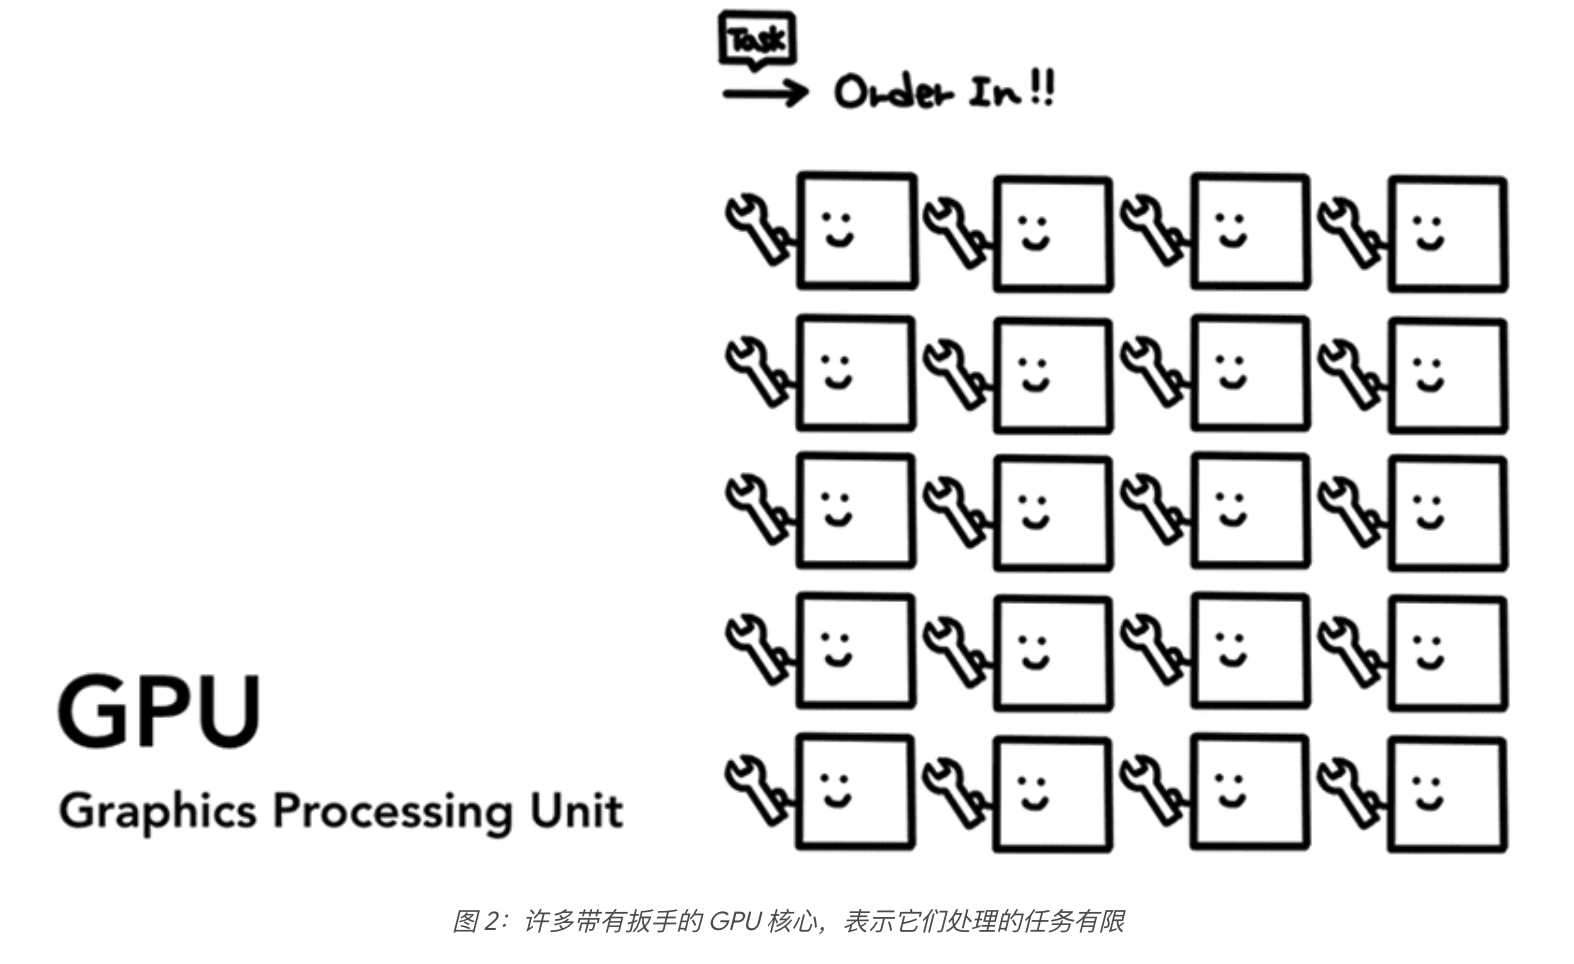 Task
Order In!!
GPU
Graphics Processing Unit
图 2：许多带有扳手的 GPU 核心，表示它们处理的任务有限